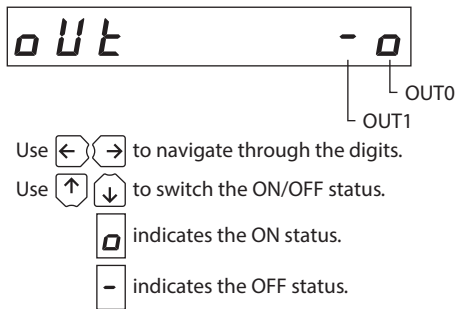 oUt - o
OUT0
OUT1
Use ← → to navigate through the digits.
Use ↑ ↓ to switch the ON/OFF status.
o indicates the ON status.
- indicates the OFF status.